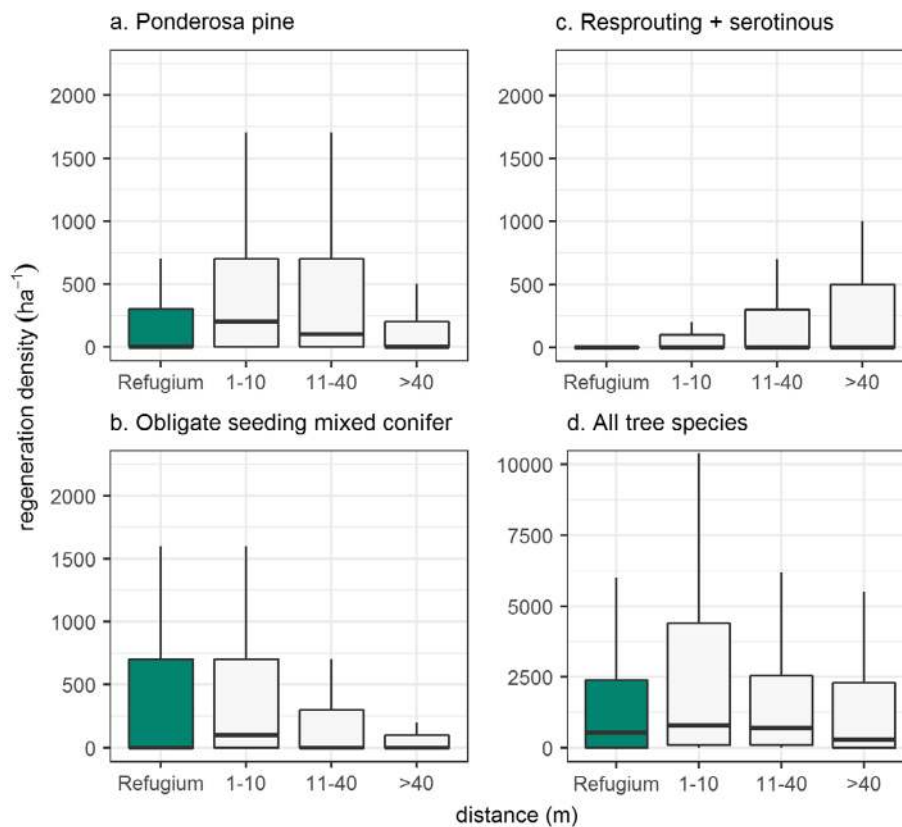 a. Ponderosa pine
2000
1500
1000
500
0
Refugium 1-10 11-40 >40
c. Resprouting + serotinous
2000
1500
1000
500
0
Refugium 1-10 11-40 >40
b. Obligate seeding mixed conifer
2000
1500
1000
500
0
Refugium 1-10 11-40 >40
d. All tree species
10000
7500
5000
2500
0
Refugium 1-10 11-40 >40
regeneration density (ha⁻¹)
distance (m)